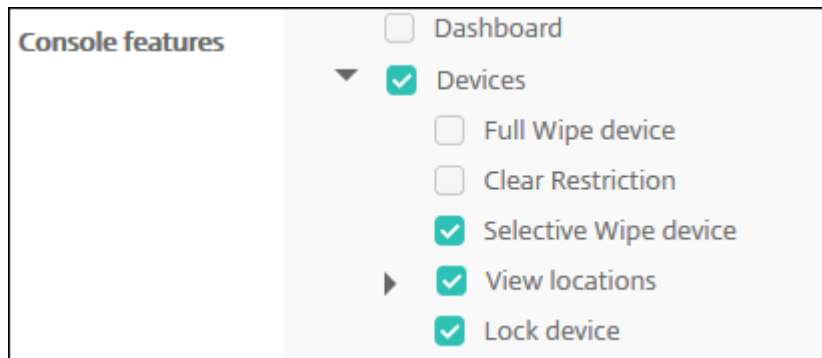 Console features
Dashboard
Devices
Full Wipe device
Clear Restriction
Selective Wipe device
View locations
Lock device